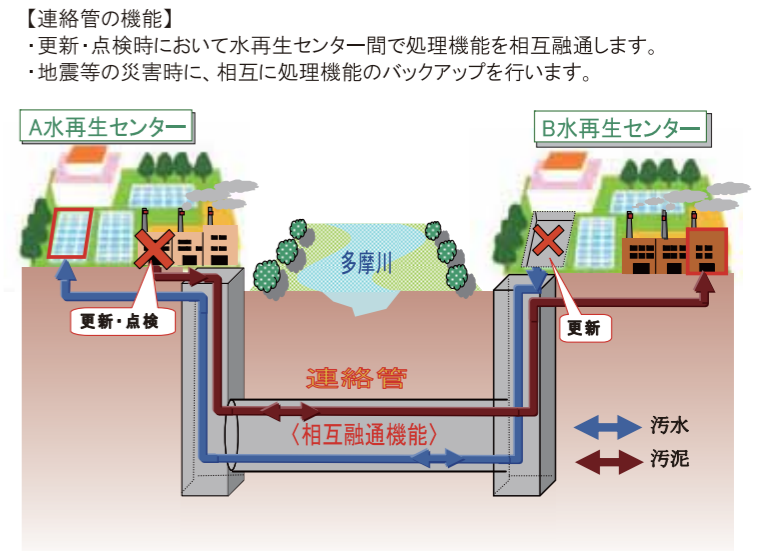 【連絡管の機能】
・更新・点検時において水再生センター間で処理機能を相互融通します。
・地震等の災害時に、相互に処理機能のバックアップを行います。
A水再生センター
B水再生センター
多摩川
更新・点検
更新
連絡管
〈相互融通機能〉
汚水
汚泥